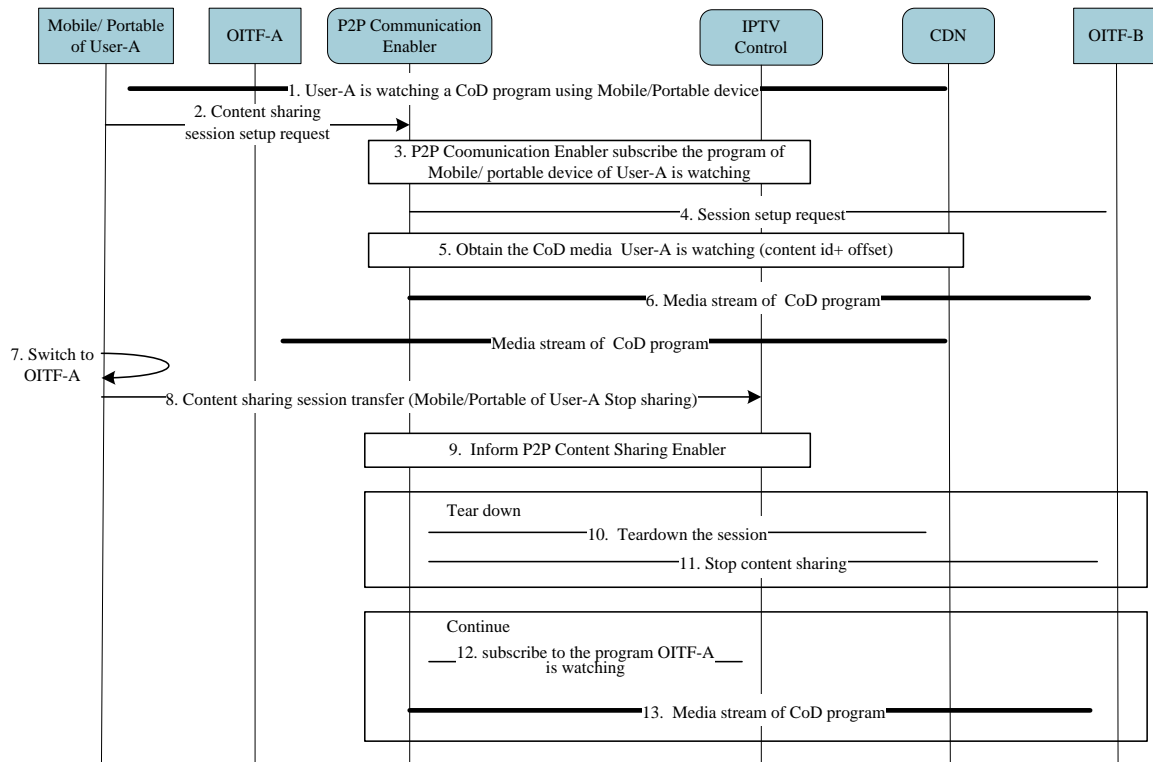 Mobile/ Portable
of User-A
OITF-A
P2P Communication
Enabler
IPTV
Control
CDN
OITF-B
1. User-A is watching a CoD program using Mobile/Portable device
2. Content sharing
session setup request
3. P2P Coomunication Enabler subscribe the program of
Mobile/ portable device of User-A is watching
4. Session setup request
5. Obtain the CoD media User-A is watching (content id+ offset)
6. Media stream of CoD program
Media stream of CoD program
7. Switch to
OITF-A
8. Content sharing session transfer (Mobile/Portable of User-A Stop sharing)
9. Inform P2P Content Sharing Enabler
Tear down
10. Teardown the session
11. Stop content sharing
Continue
12. subscribe to the program OITF-A
is watching
13. Media stream of CoD program